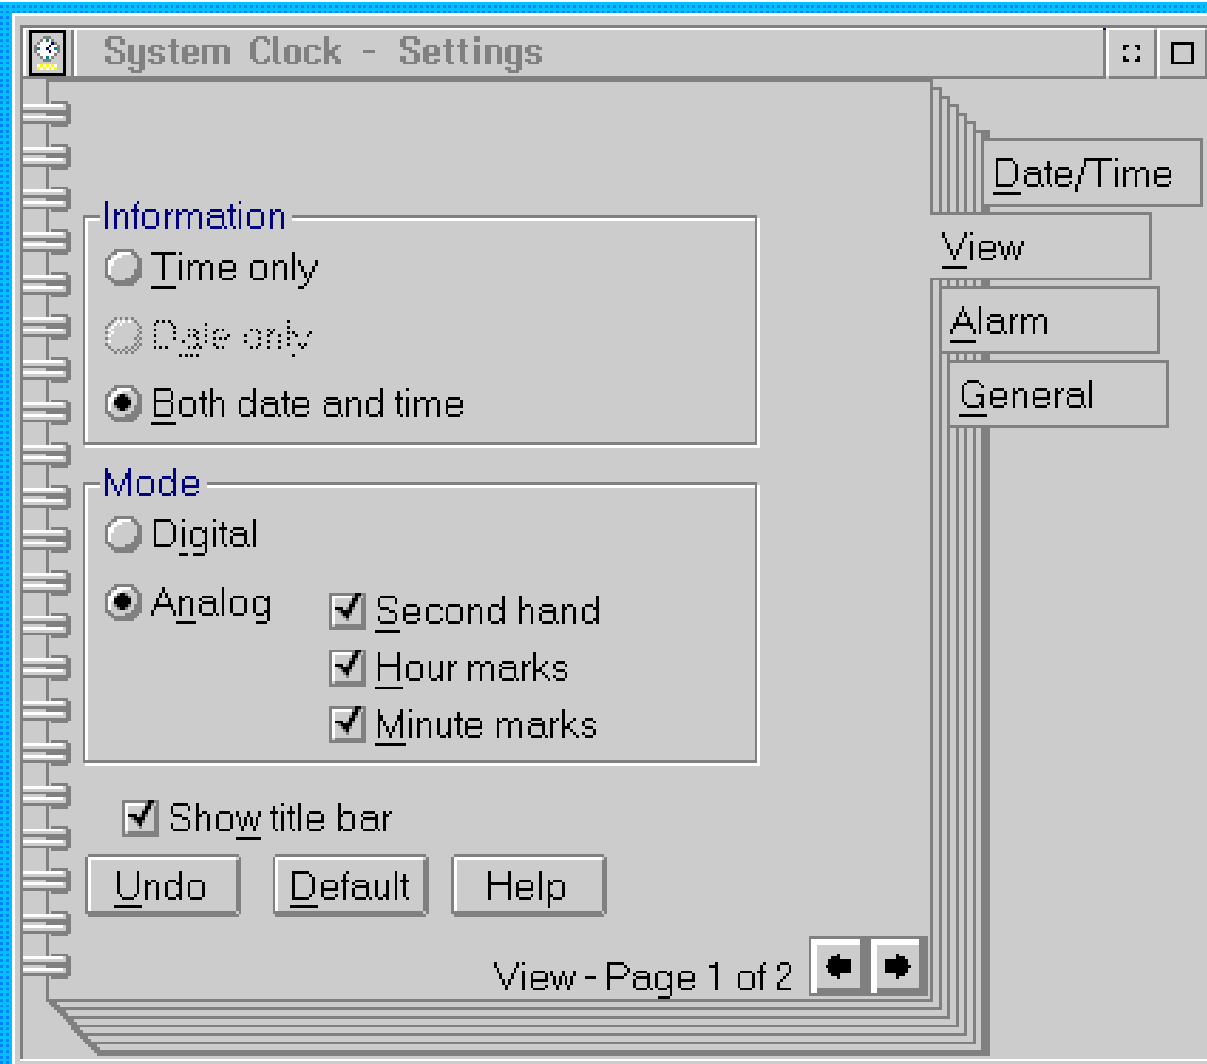 System Clock - Settings
Date/Time
View
Alarm
General
Information
Time only
Date only
Both date and time
Mode
Digital
Analog
Second hand
Hour marks
Minute marks
Show title bar
Undo Default Help
View - Page 1 of 2